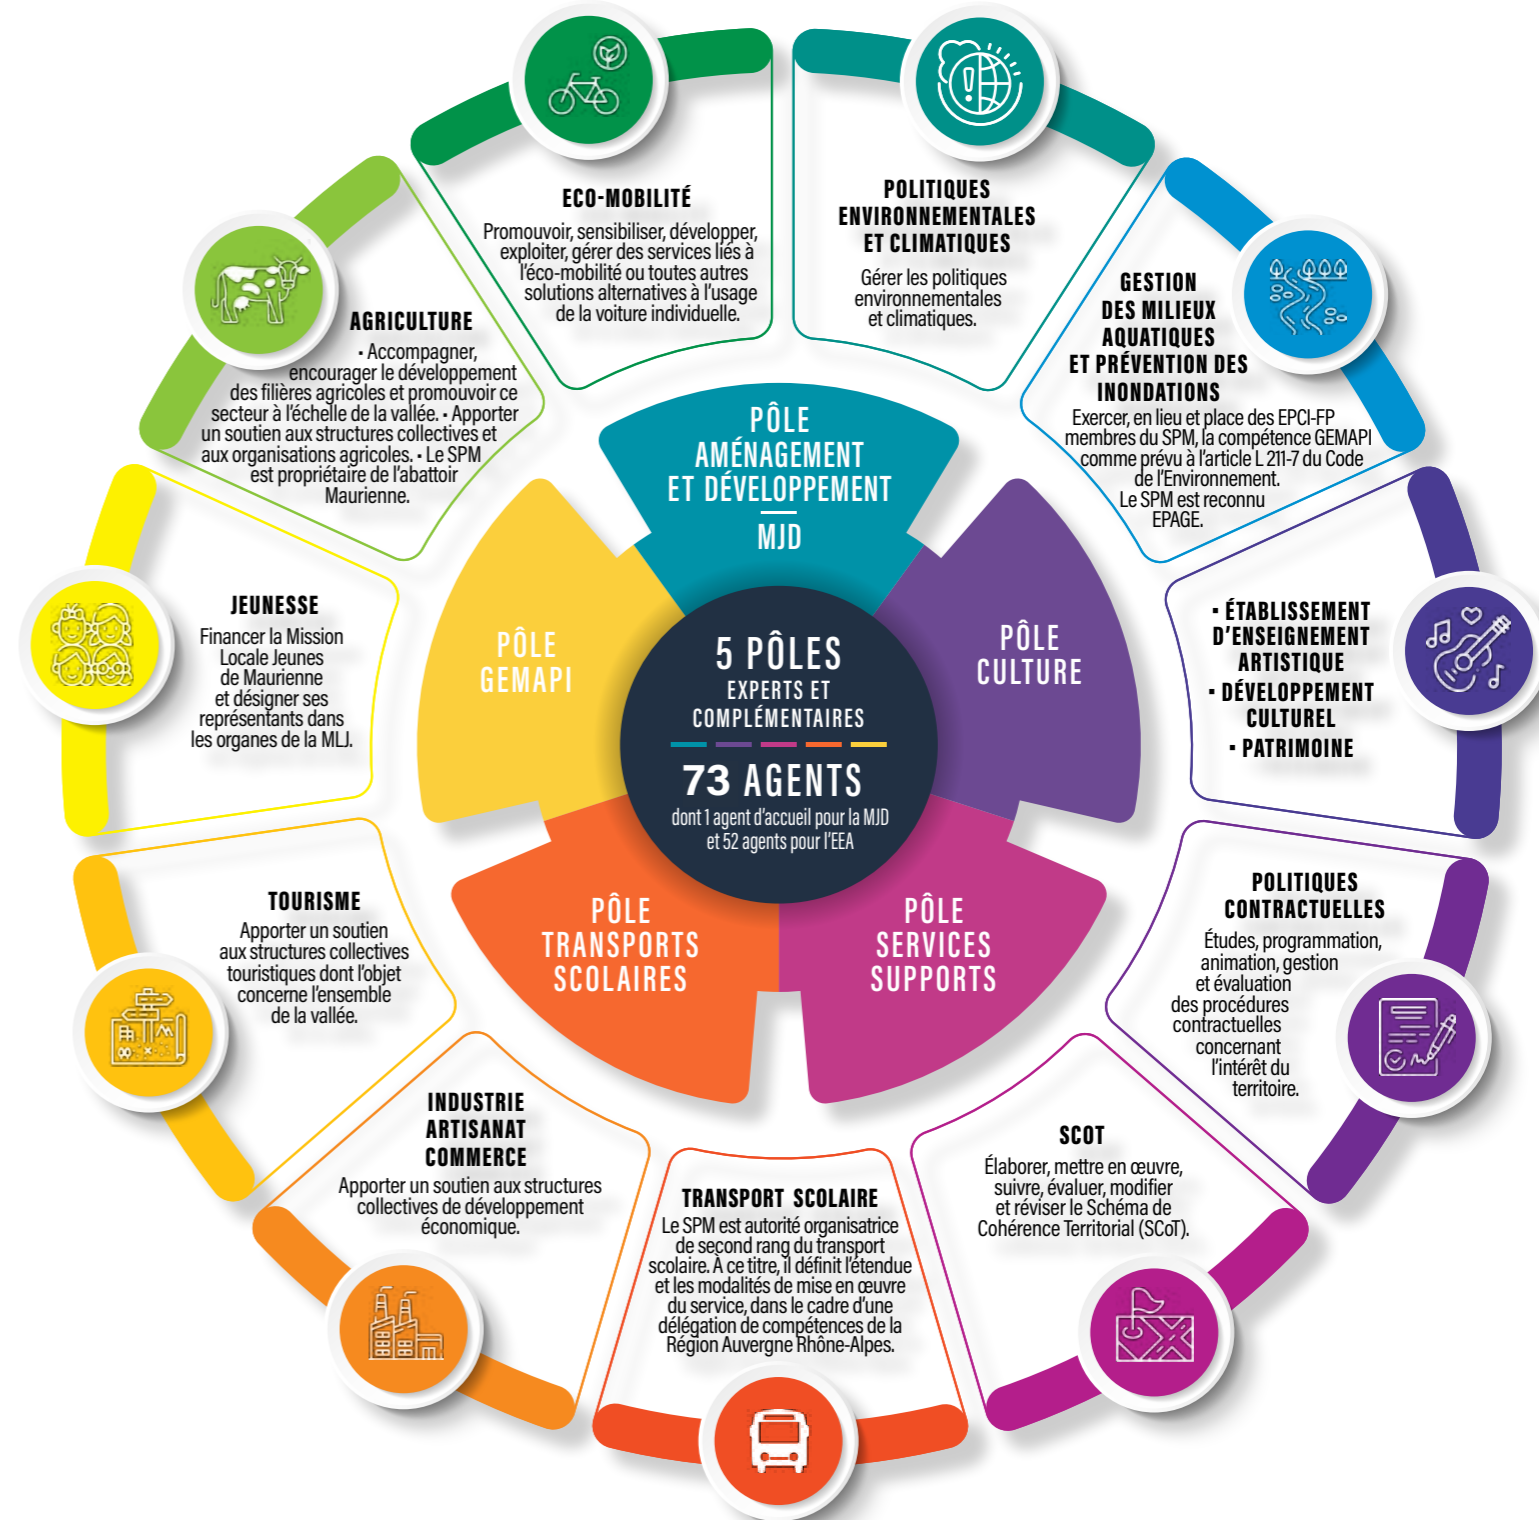 ECO-MOBILITÉ
Promouvoir, sensibiliser, développer,
exploiter, gérer des services liés à
l'éco-mobilité ou toutes autres
solutions alternatives à l'usage
de la voiture individuelle.
POLITIQUES
ENVIRONNEMENTALES
ET CLIMATIQUES
Gérer les politiques
environnementales
et climatiques.
GESTION
DES MILIEUX
AQUATIQUES
ET PRÉVENTION DES
INONDATIONS
Exercer, en lieu et place des EPCI-FP
membres du SPM, la compétence GEMAPI
comme prévu à l'article L 211-7 du Code
de l'Environnement.
Le SPM est reconnu
EPAGE.
▪ ÉTABLISSEMENT
D'ENSEIGNEMENT
ARTISTIQUE
▪ DÉVELOPPEMENT
CULTUREL
▪ PATRIMOINE
POLITIQUES
CONTRACTUELLES
Études, programmation,
animation, gestion
et évaluation
des procédures
contractuelles
concernant
l'intérêt du
territoire.
SCOT
Élaborer, mettre en œuvre,
suivre, évaluer, modifier
et réviser le Schéma de
Cohérence Territorial (SCoT).
TRANSPORT SCOLAIRE
Le SPM est autorité organisatrice
de second rang du transport
scolaire. À ce titre, il définit l'étendue
et les modalités de mise en œuvre
du service, dans le cadre d'une
délégation de compétences de la
Région Auvergne Rhône-Alpes.
INDUSTRIE
ARTISANAT
COMMERCE
Apporter un soutien aux structures
collectives de développement
économique.
TOURISME
Apporter un soutien
aux structures collectives
touristiques dont l'objet
concerne l'ensemble
de la vallée.
JEUNESSE
Financer la Mission
Locale Jeunes
de Maurienne
et désigner ses
représentants dans
les organes de la MLJ.
AGRICULTURE
▪ Accompagner,
encourager le développement
des filières agricoles et promouvoir ce
secteur à l'échelle de la vallée. ▪ Apporter
un soutien aux structures collectives et
aux organisations agricoles. ▪ Le SPM
est propriétaire de l'abattoir
Maurienne.
PÔLE
AMÉNAGEMENT
ET DÉVELOPPEMENT
MJD
PÔLE
CULTURE
PÔLE
SERVICES
SUPPORTS
PÔLE
TRANSPORTS
SCOLAIRES
PÔLE
GEMAPI
5 PÔLES
EXPERTS ET
COMPLÉMENTAIRES
73 AGENTS
dont 1 agent d'accueil pour la MJD
et 52 agents pour l'EEA